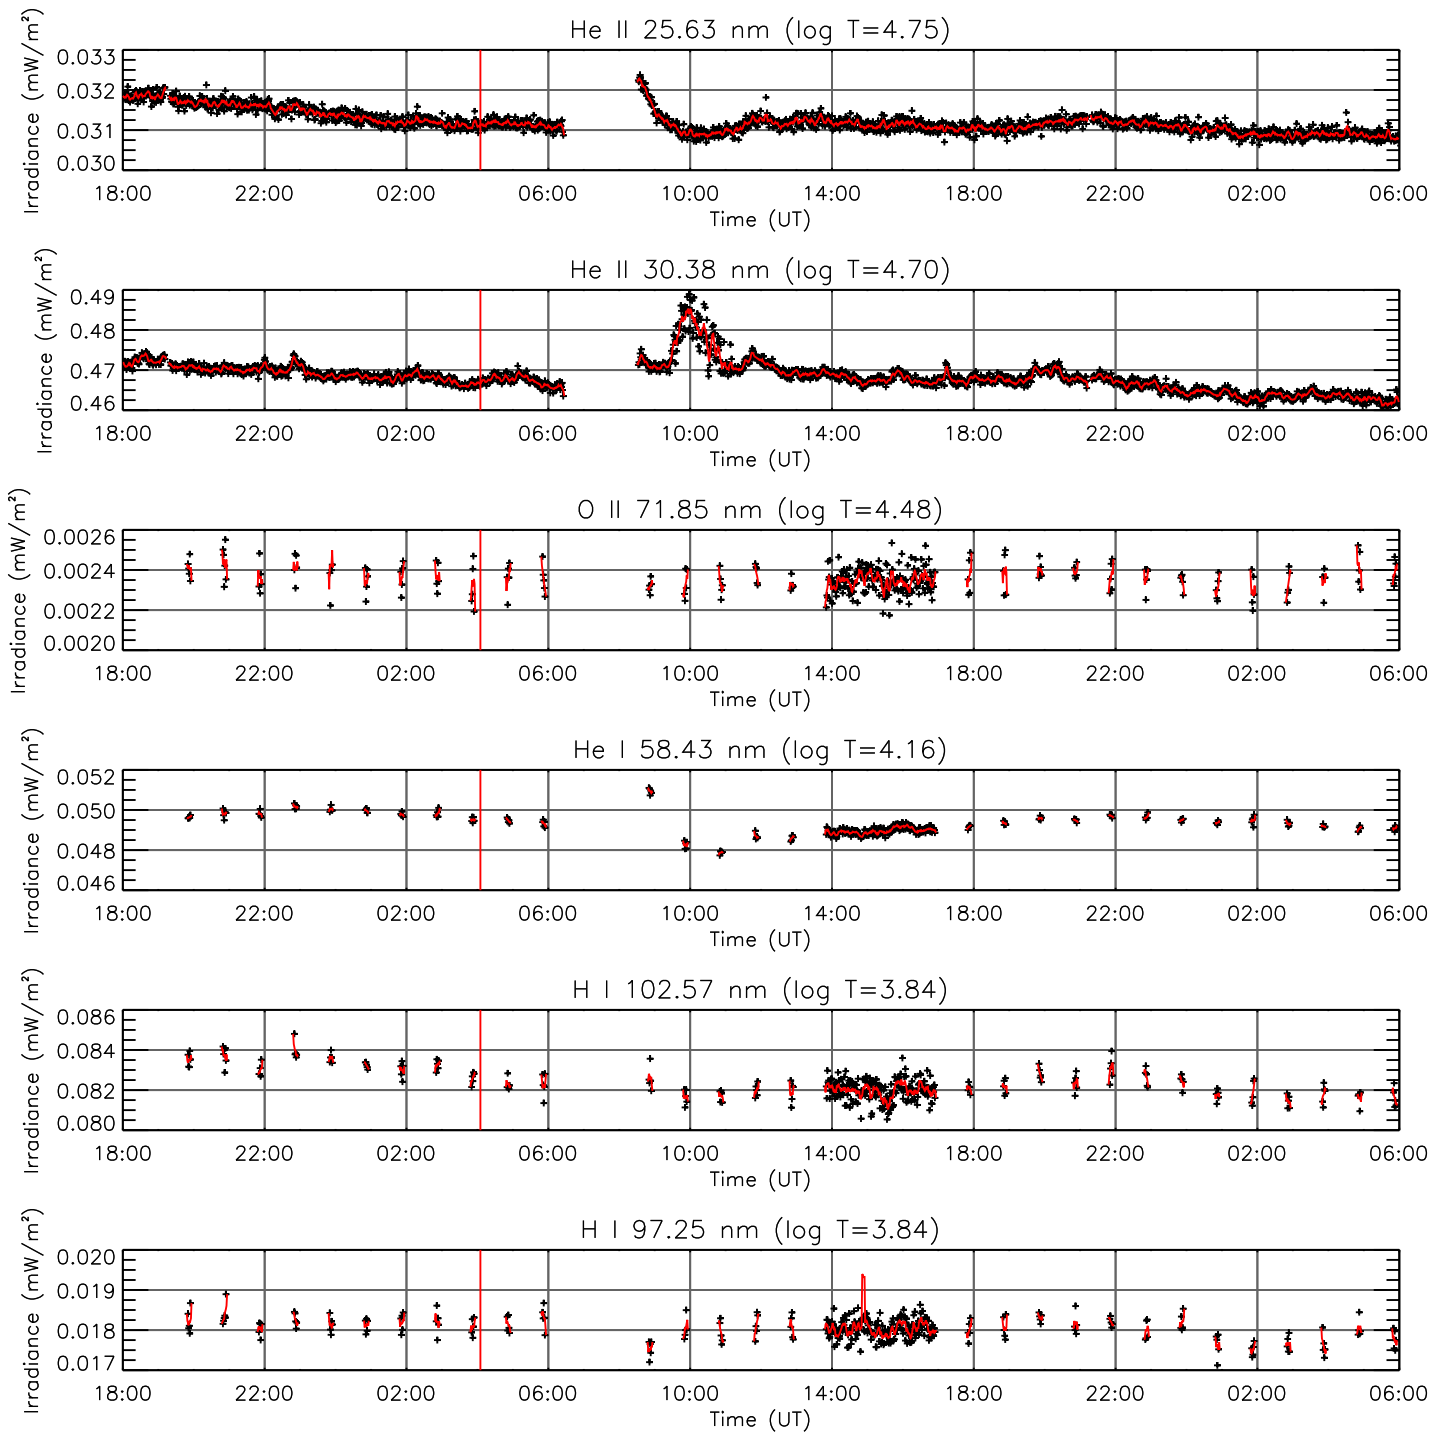 He II 25.63 nm (log T=4.75)
Irradiance (mW/m²)
0.033
0.032
0.031
0.030
18:00 22:00 02:00 06:00 10:00 14:00 18:00 22:00 02:00 06:00
Time (UT)
He II 30.38 nm (log T=4.70)
Irradiance (mW/m²)
0.49
0.48
0.47
0.46
18:00 22:00 02:00 06:00 10:00 14:00 18:00 22:00 02:00 06:00
Time (UT)
O II 71.85 nm (log T=4.48)
Irradiance (mW/m²)
0.0026
0.0024
0.0022
0.0020
18:00 22:00 02:00 06:00 10:00 14:00 18:00 22:00 02:00 06:00
Time (UT)
He I 58.43 nm (log T=4.16)
Irradiance (mW/m²)
0.052
0.050
0.048
0.046
18:00 22:00 02:00 06:00 10:00 14:00 18:00 22:00 02:00 06:00
Time (UT)
H I 102.57 nm (log T=3.84)
Irradiance (mW/m²)
0.086
0.084
0.082
0.080
18:00 22:00 02:00 06:00 10:00 14:00 18:00 22:00 02:00 06:00
Time (UT)
H I 97.25 nm (log T=3.84)
Irradiance (mW/m²)
0.020
0.019
0.018
0.017
18:00 22:00 02:00 06:00 10:00 14:00 18:00 22:00 02:00 06:00
Time (UT)